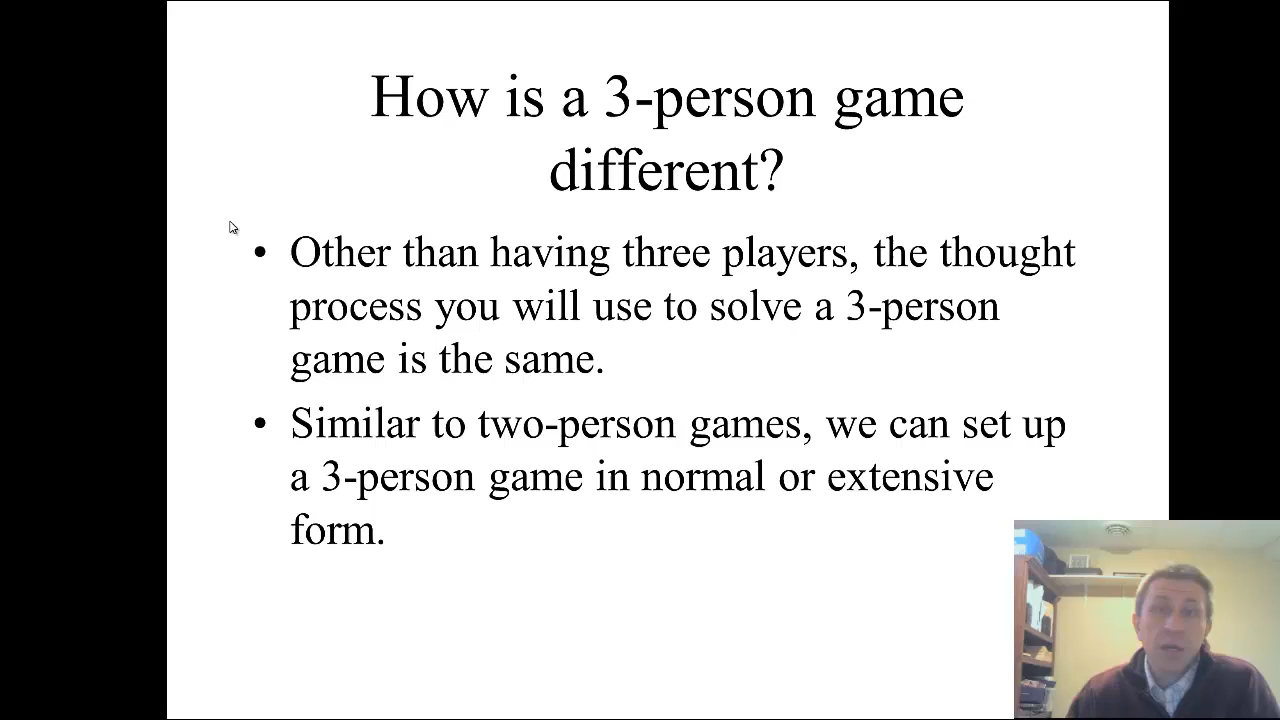 How is a 3-person game
different?
• Other than having three players, the thought
process you will use to solve a 3-person
game is the same.
• Similar to two-person games, we can set up
a 3-person game in normal or extensive
form.